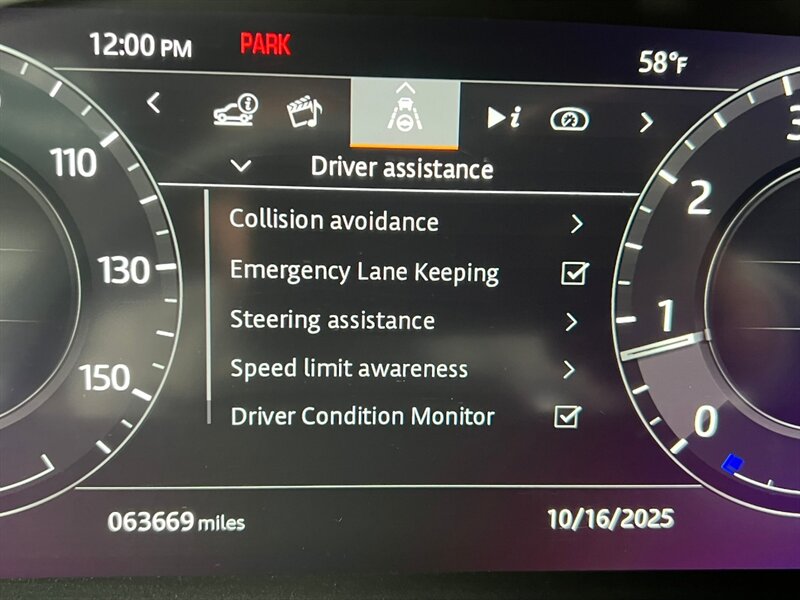 12:00 PM PARK 58°F
i
i
Driver assistance
Collision avoidance
Emergency Lane Keeping
Steering assistance
Speed limit awareness
Driver Condition Monitor
110
130
150
3
2
1
0
063669 miles 10/16/2025